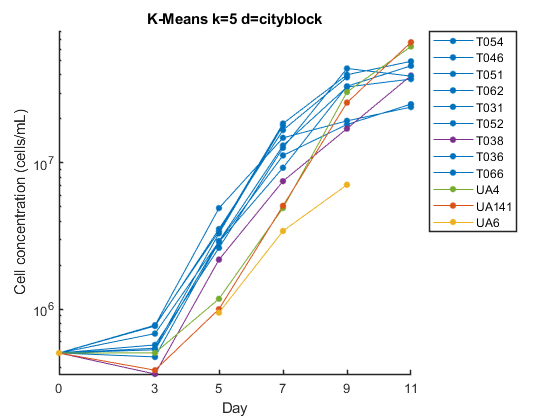 K-Means k=5 d=cityblock
Cell concentration (cells/mL)
10^7
10^6
0 3 5 7 9 11
Day
T054
T046
T051
T062
T031
T052
T038
T036
T066
UA4
UA141
UA6